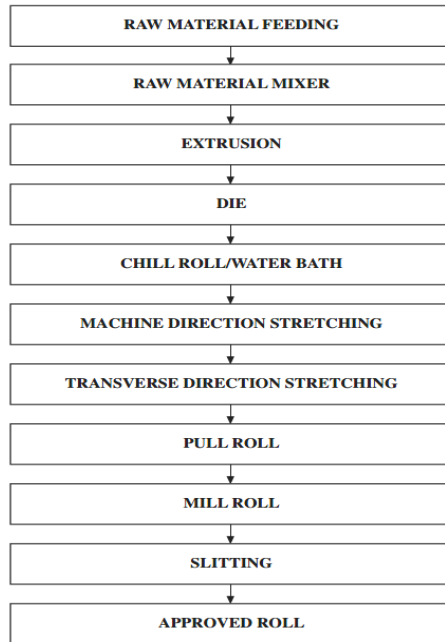 RAW MATERIAL FEEDING
RAW MATERIAL MIXER
EXTRUSION
DIE
CHILL ROLL/WATER BATH
MACHINE DIRECTION STRETCHING
TRANSVERSE DIRECTION STRETCHING
PULL ROLL
MILL ROLL
SLITTING
APPROVED ROLL